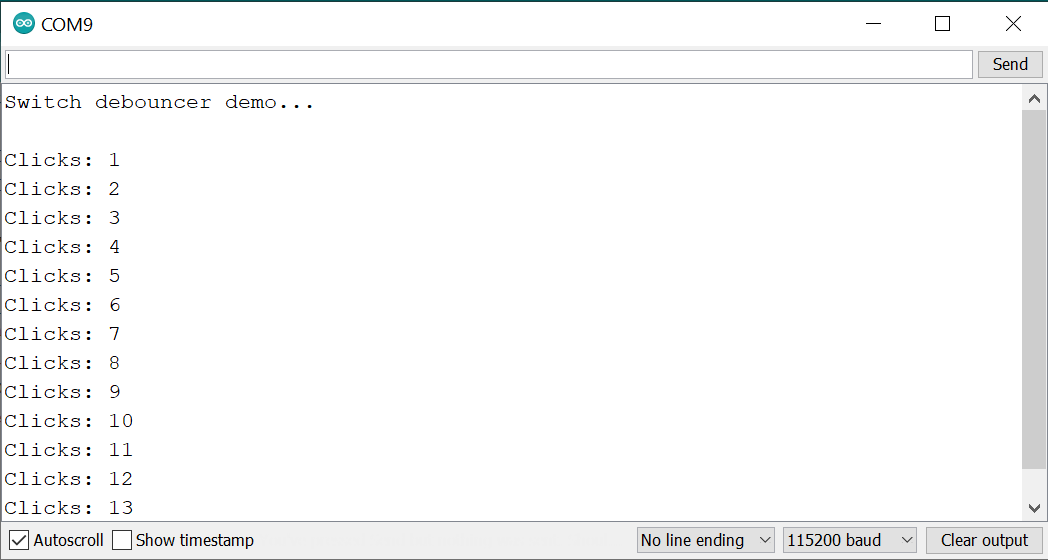 COM9
Send
Switch debouncer demo...
Clicks: 1
Clicks: 2
Clicks: 3
Clicks: 4
Clicks: 5
Clicks: 6
Clicks: 7
Clicks: 8
Clicks: 9
Clicks: 10
Clicks: 11
Clicks: 12
Clicks: 13
Autoscroll Show timestamp No line ending 115200 baud Clear output